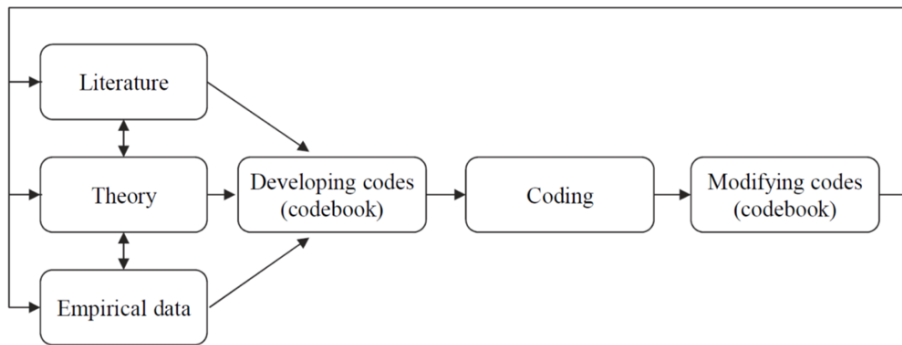 Literature
Theory
Empirical data
Developing codes
(codebook)
Coding
Modifying codes
(codebook)